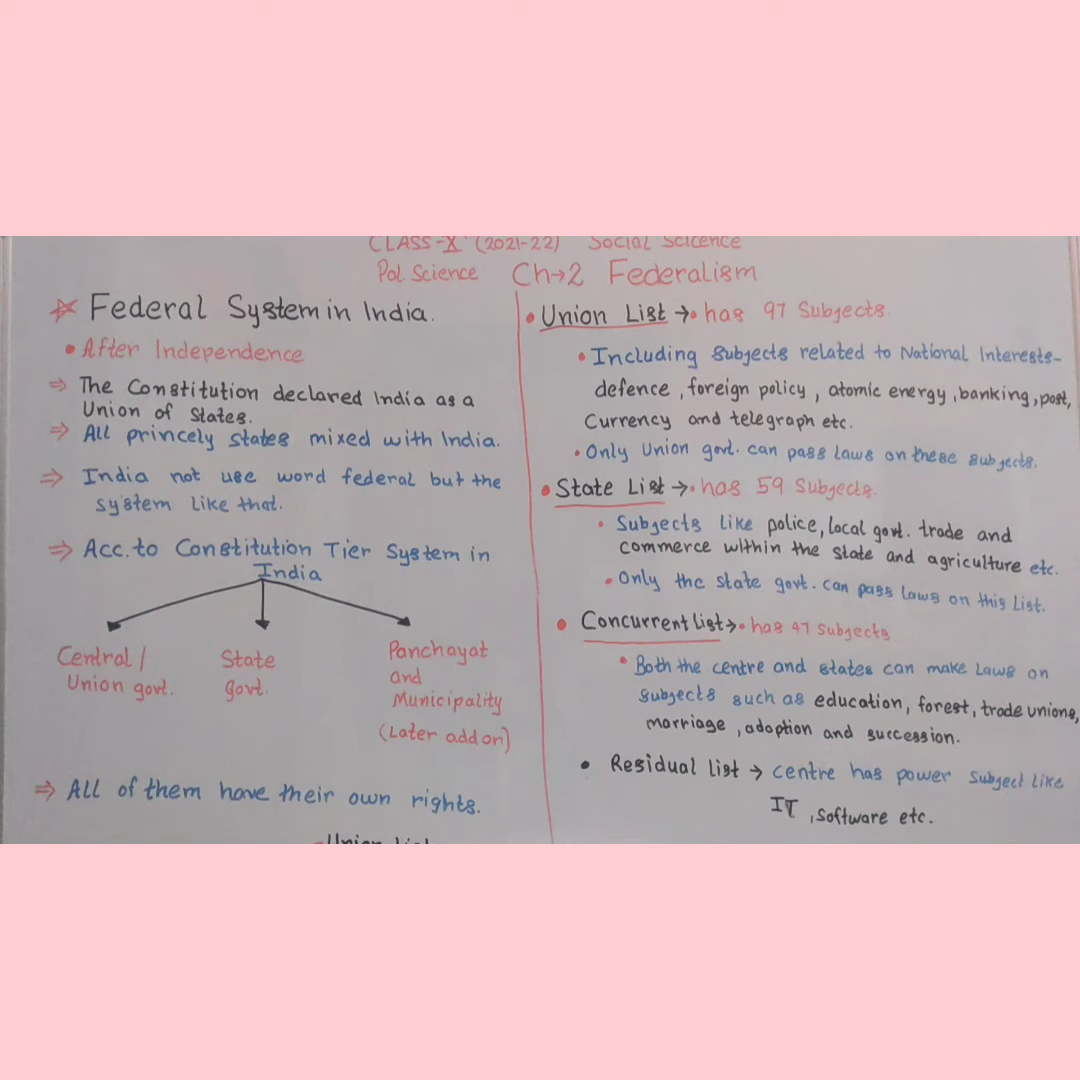 CLASS-X (2021-22) Social Scicence
Pol Science Ch→2 Federalism
☆ Federal System in India.
• After Independence
⇒ The Constitution declared India as a
Union of States.
⇒ All princely states mixed with India.
⇒ India not use word federal but the
system like that.
⇒ Acc. to Constitution Tier System in
India
Central /
Union govt.
State
govt.
Panchayat
and
Municipality
(Later add on)
⇒ All of them have their own rights.
Union List
• Union List →• has 97 Subjects
• Including subjects related to National Interests-
defence, foreign policy, atomic energy, banking, post,
Currency and telegraph etc.
• Only Union govt. can pass laws on these subjects.
• State List →• has 59 Subjects.
• Subjects like police, local govt. trade and
commerce within the state and agriculture etc.
• Only the state govt. can pass laws on this List.
• Concurrent list →• has 47 Subjects
• Both the centre and states can make Laws on
subjects such as education, forest, trade unions,
marriage, adoption and succession.
• Residual list → centre has power subject like
IT, software etc.